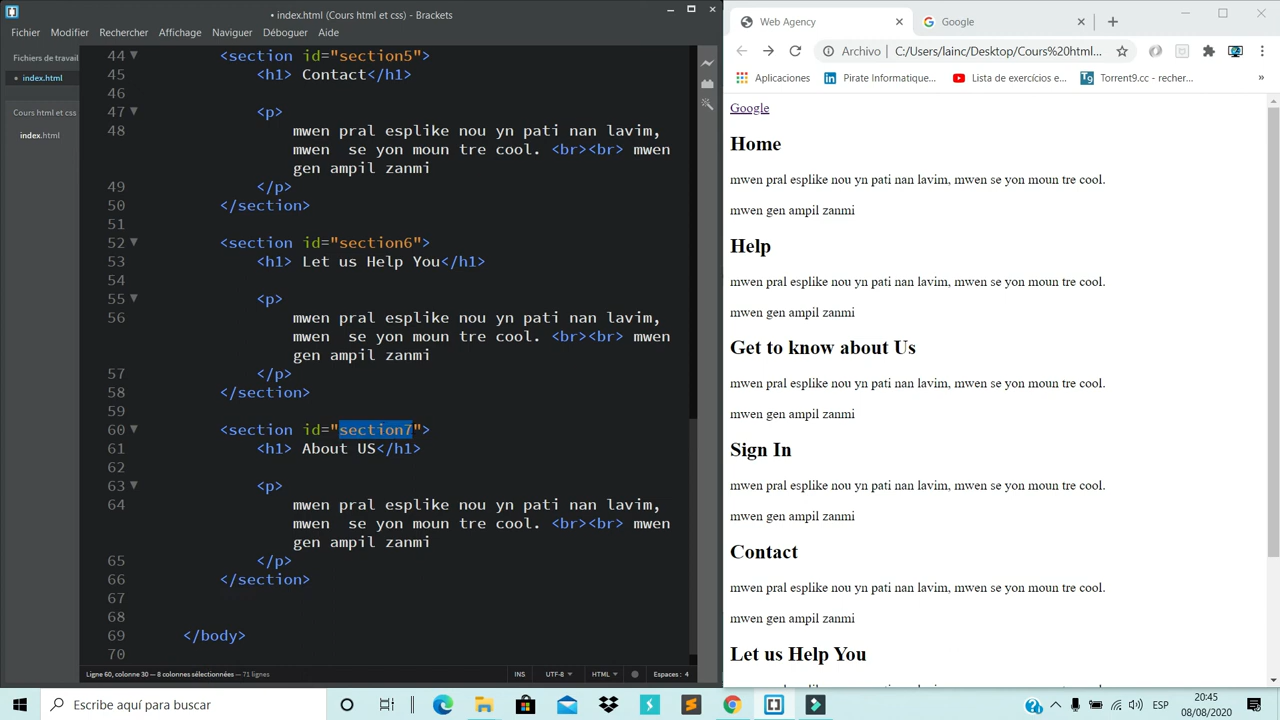 • index.html (Cours html et css) - Brackets
Fichier Modifier Rechercher Affichage Naviguer Déboguer Aide
Fichiers de travail
• index.html
Cours html et css
index.html
44 <section id="section5">
45 <h1> Contact</h1>
46
47 <p>
48 mwen pral esplike nou yn pati nan lavim,
mwen  se yon moun tre cool. <br><br> mwen
gen ampil zanmi
49 </p>
50 </section>
51
52 <section id="section6">
53 <h1> Let us Help You</h1>
54
55 <p>
56 mwen pral esplike nou yn pati nan lavim,
mwen  se yon moun tre cool. <br><br> mwen
gen ampil zanmi
57 </p>
58 </section>
59
60 <section id="section7">
61 <h1> About US</h1>
62
63 <p>
64 mwen pral esplike nou yn pati nan lavim,
mwen  se yon moun tre cool. <br><br> mwen
gen ampil zanmi
65 </p>
66 </section>
67
68
69 </body>
70
Ligne 60, colonne 30 — 8 colonnes sélectionnées — 71 lignes
INS UTF-8 HTML Espaces : 4
Web Agency Google
Archivo | C:/Users/lainc/Desktop/Cours%20html...
Aplicaciones Pirate Informatique... Lista de exercícios e... Torrent9.cc - recher... »
Google
Home
mwen pral esplike nou yn pati nan lavim, mwen se yon moun tre cool.
mwen gen ampil zanmi
Help
mwen pral esplike nou yn pati nan lavim, mwen se yon moun tre cool.
mwen gen ampil zanmi
Get to know about Us
mwen pral esplike nou yn pati nan lavim, mwen se yon moun tre cool.
mwen gen ampil zanmi
Sign In
mwen pral esplike nou yn pati nan lavim, mwen se yon moun tre cool.
mwen gen ampil zanmi
Contact
mwen pral esplike nou yn pati nan lavim, mwen se yon moun tre cool.
mwen gen ampil zanmi
Let us Help You
Escribe aquí para buscar
ESP
20:45
08/08/2020